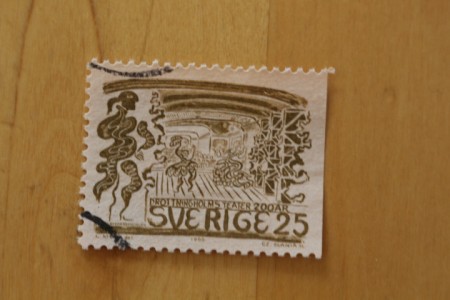 DROTTNINGHOLMS TEATER 200 ÅR
SVERIGE 25